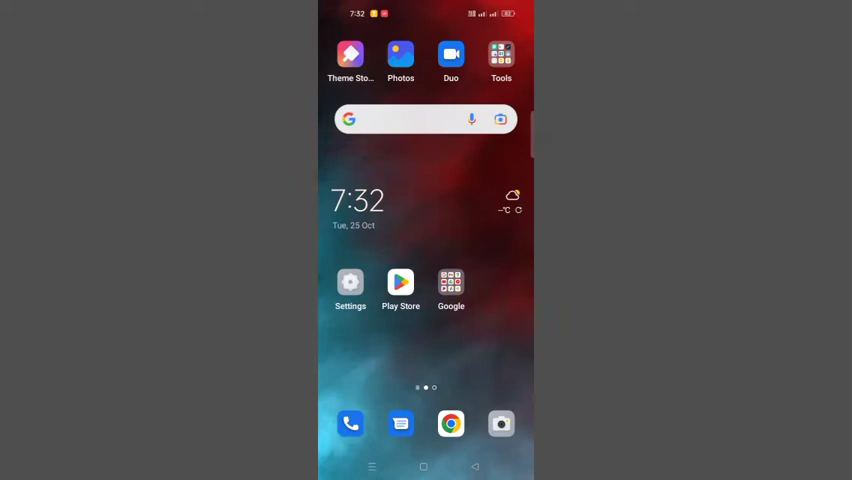 7:32
Theme Sto...
Photos
Duo
Tools
7:32
Tue, 25 Oct
--°C
Settings
Play Store
Google